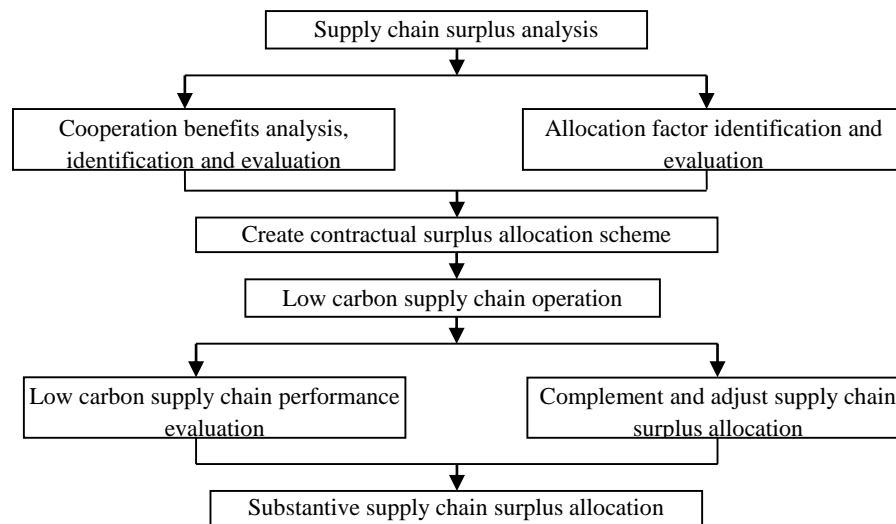 Supply chain surplus analysis
Cooperation benefits analysis,
identification and evaluation
Allocation factor identification and
evaluation
Create contractual surplus allocation scheme
Low carbon supply chain operation
Low carbon supply chain performance
evaluation
Complement and adjust supply chain
surplus allocation
Substantive supply chain surplus allocation